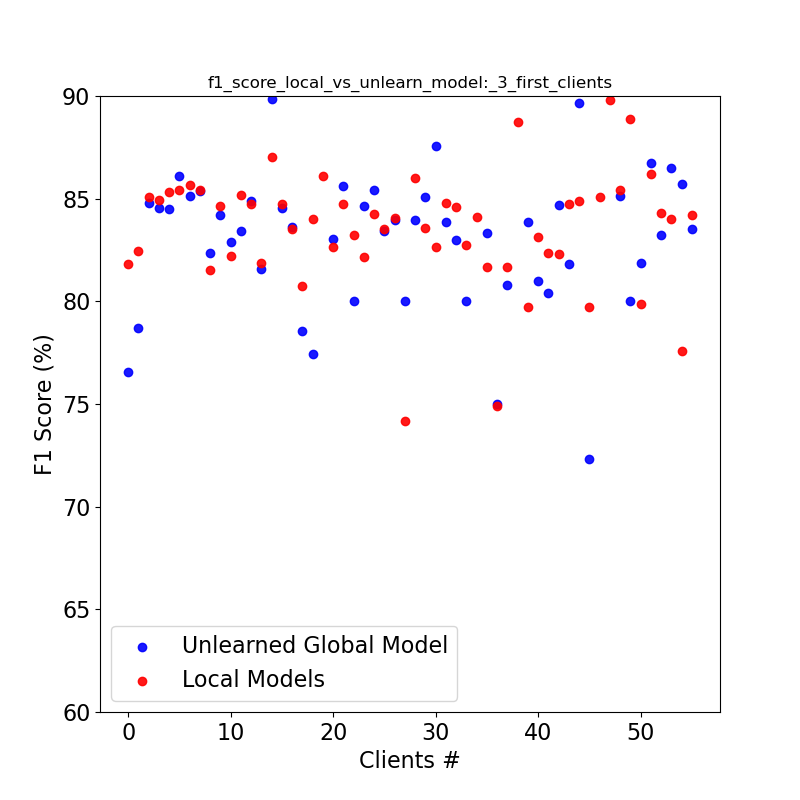 f1_score_local_vs_unlearn_model:_3_first_clients
90
85
80
75
70
65
60
F1 Score (%)
Unlearned Global Model
Local Models
0 10 20 30 40 50
Clients #